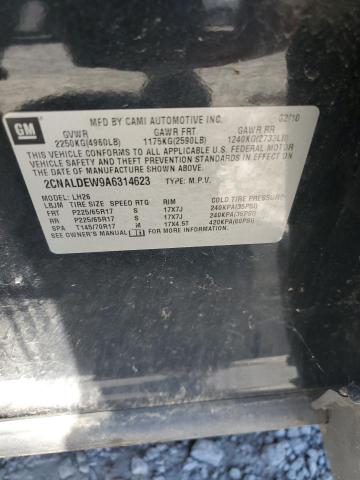 GM
MFD BY CAMI AUTOMOTIVE INC. 02/10
GVWR GAWR FRT GAWR RR
2250KG(4960LB) 1175KG(2590LB) 1240KG(2733LB)
THIS VEHICLE CONFORMS TO ALL APPLICABLE U.S. FEDERAL MOTOR
VEHICLE SAFETY, BUMPER, AND THEFT PREVENTION STANDARDS
IN EFFECT ON THE DATE OF MANUFACTURE SHOWN ABOVE.
2CNALDEW9A6314623 TYPE: M.P.V.
MODEL: LH26
LBJM TIRE SIZE SPEED RTG RIM COLD TIRE PRESSURE
FRT P225/65R17 S 17X7J 240KPA(35PSI)
RR P225/65R17 S 17X7J 240KPA(35PSI)
SPA T145/70R17 M 17X4.5T 420KPA(60PSI)
SEE OWNER'S MANUAL FOR MORE INFORMATION.